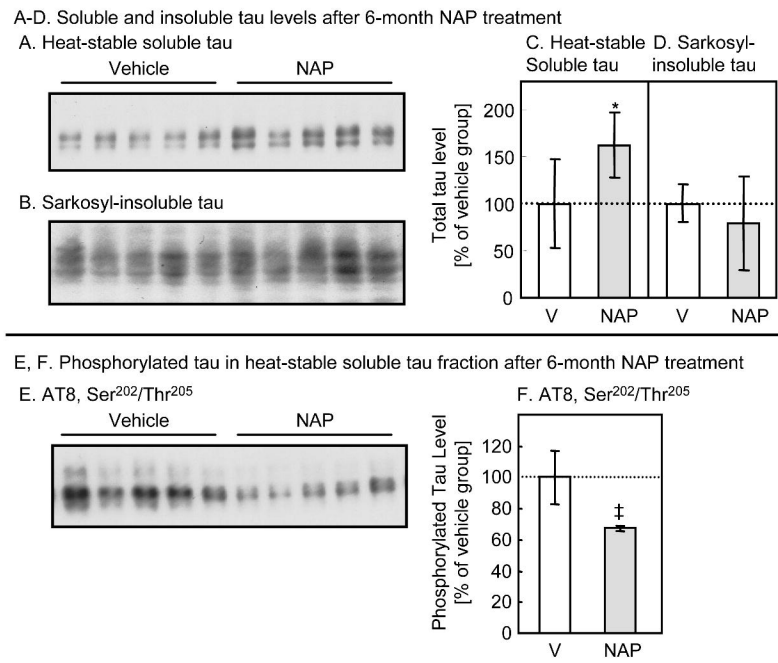 A-D. Soluble and insoluble tau levels after 6-month NAP treatment
A. Heat-stable soluble tau
Vehicle NAP
B. Sarkosyl-insoluble tau
C. Heat-stable D. Sarkosyl-
Soluble tau insoluble tau
Total tau level
[% of vehicle group]
200
150
100
50
0
*
V NAP V NAP
E, F. Phosphorylated tau in heat-stable soluble tau fraction after 6-month NAP treatment
E. AT8, Ser202/Thr205
Vehicle NAP
F. AT8, Ser202/Thr205
Phosphorylated Tau Level
[% of vehicle group]
120
100
80
60
40
20
0
‡
V NAP